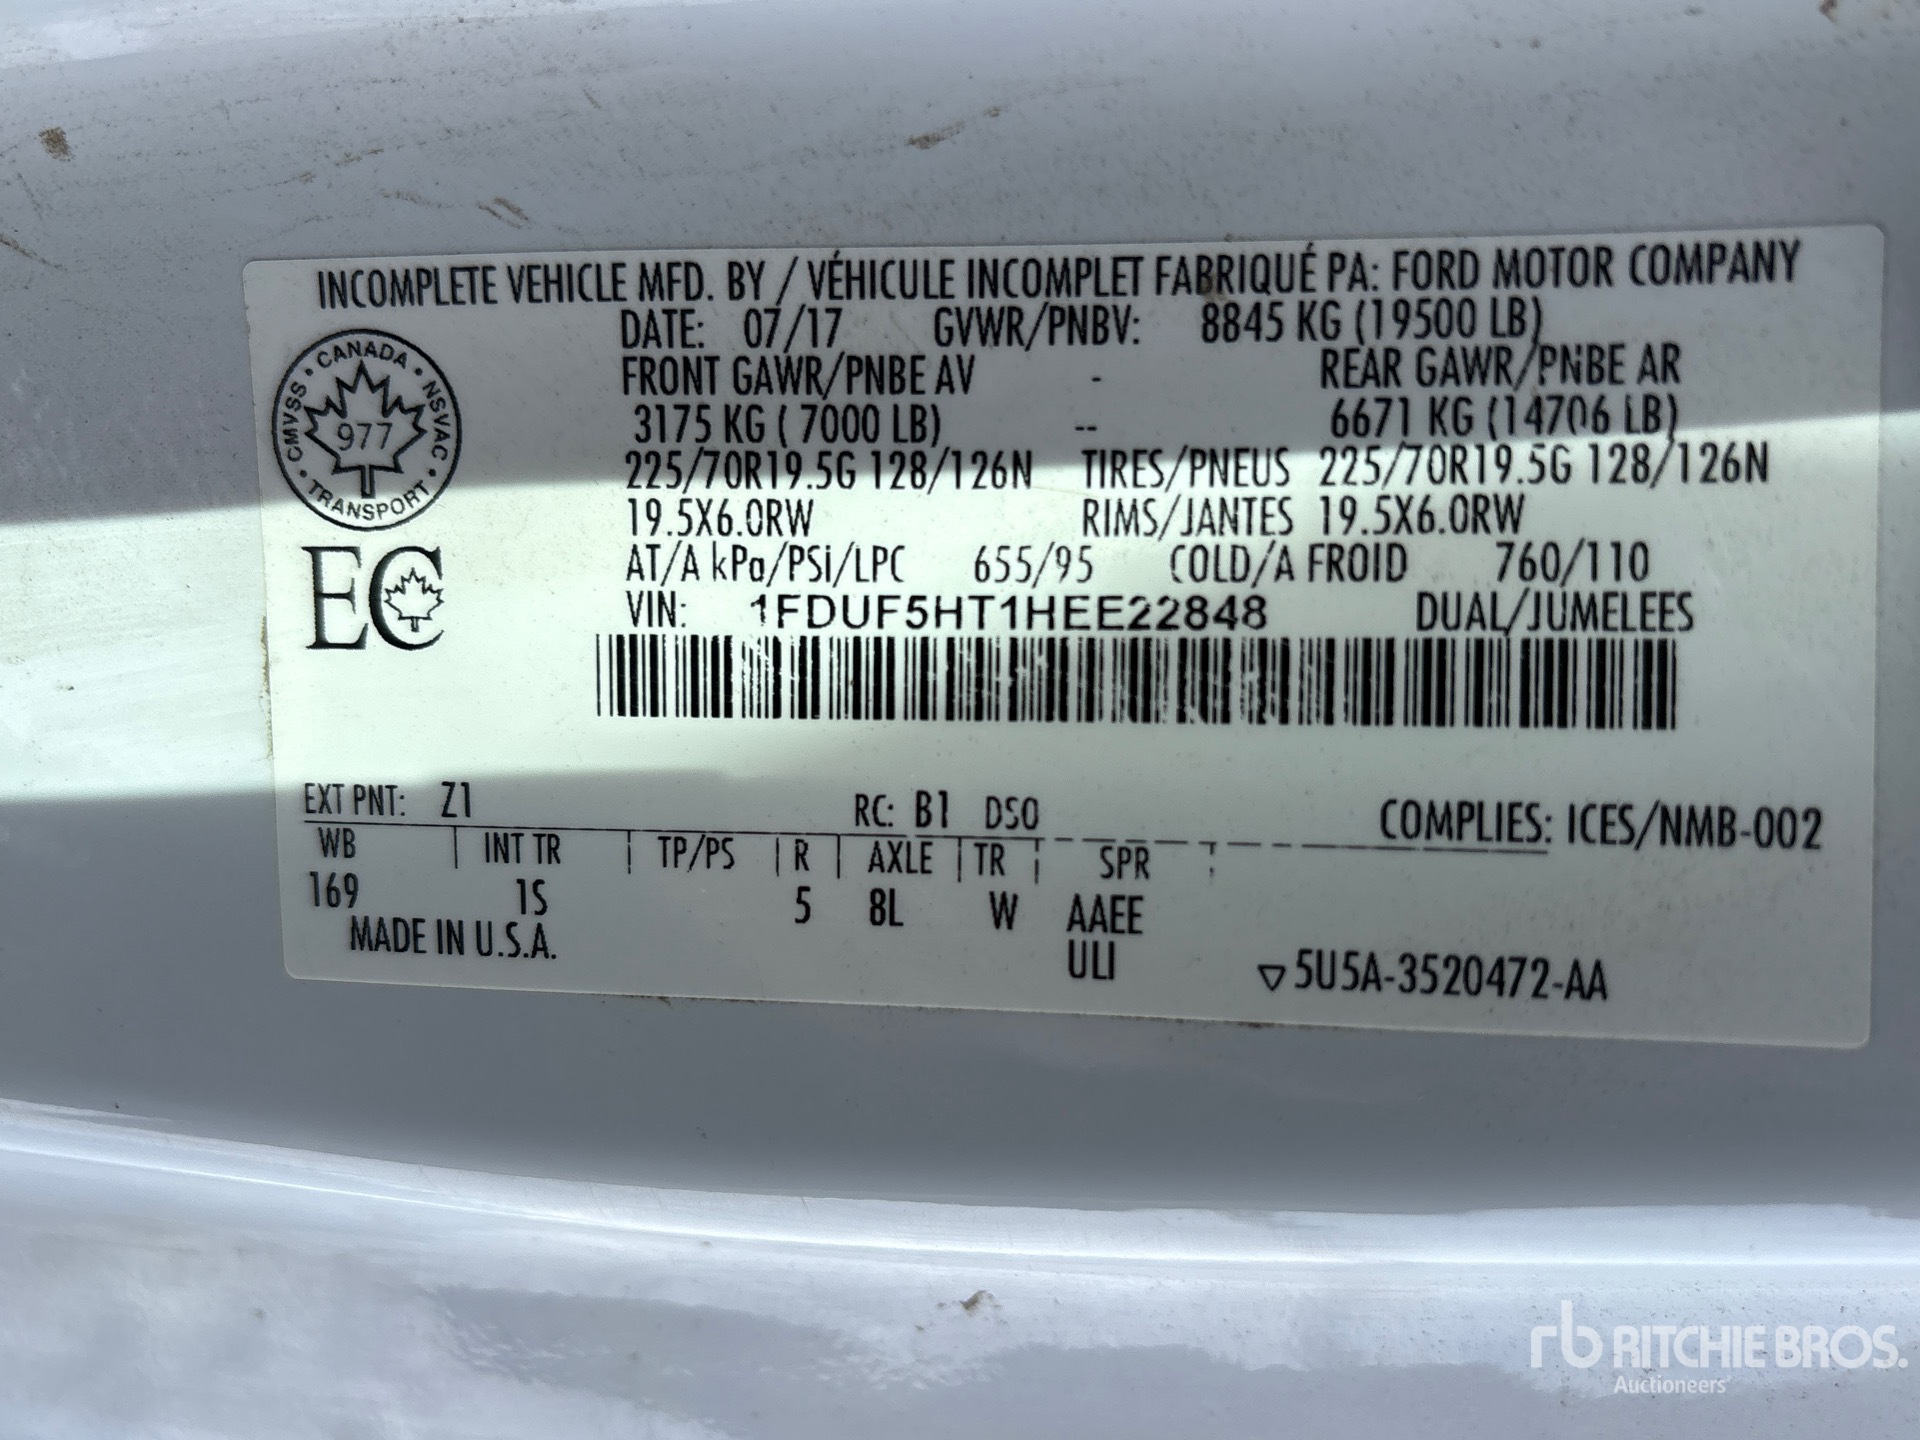 INCOMPLETE VEHICLE MFD. BY / VÉHICULE INCOMPLET FABRIQUÉ PA: FORD MOTOR COMPANY
DATE: 07/17 GVWR/PNBV: 8845 KG (19500 LB)
FRONT GAWR/PNBE AV - REAR GAWR/PNBE AR
3175 KG ( 7000 LB) -- 6671 KG (14706 LB)
225/70R19.5G 128/126N TIRES/PNEUS 225/70R19.5G 128/126N
19.5X6.0RW RIMS/JANTES 19.5X6.0RW
AT/A kPa/PSi/LPC 655/95 COLD/A FROID 760/110
VIN: 1FDUF5HT1HEE22848 DUAL/JUMELEES
CANADA · NSVAC · TRANSPORT · CMVSS ·
977
EC
EXT PNT: Z1 RC: B1 DSO COMPLIES: ICES/NMB-002
WB | INT TR | TP/PS | R | AXLE | TR | SPR
169 1S 5 8L W AAEE
MADE IN U.S.A. ULI ▽5U5A-3520472-AA
rb RITCHIE BROS.
Auctioneers